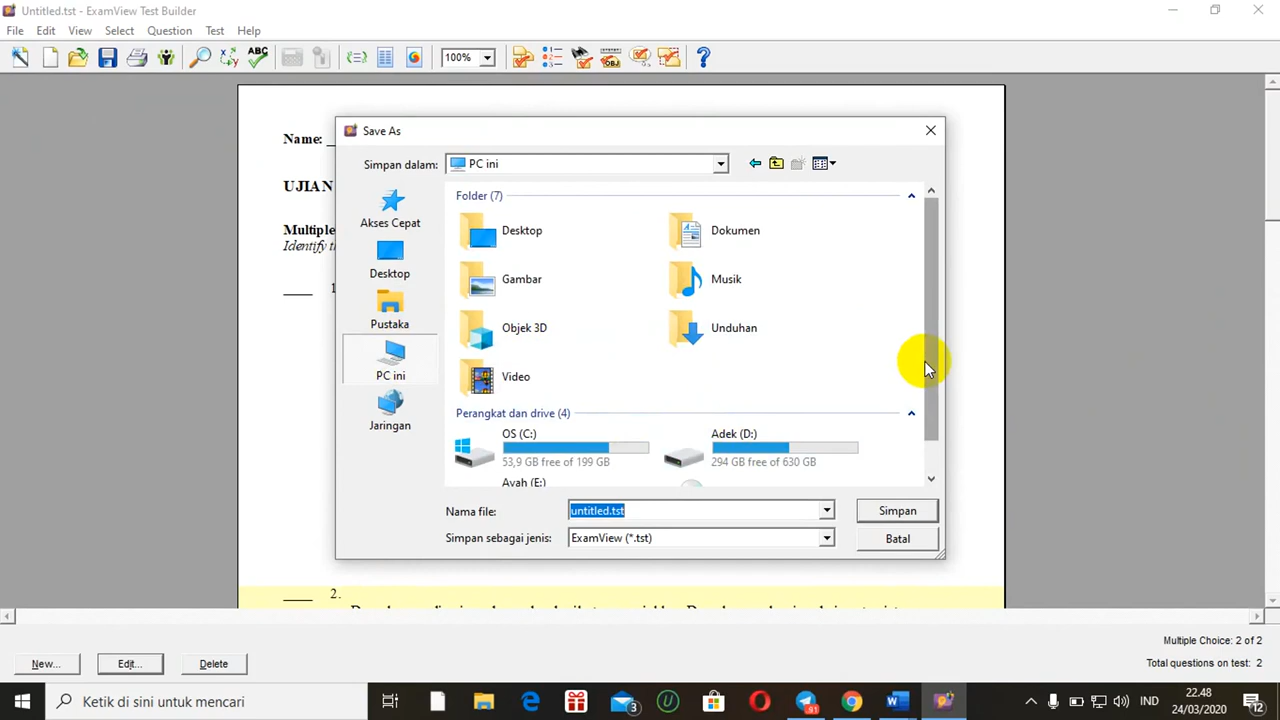 Untitled.tst - ExamView Test Builder
File Edit View Select Question Test Help
ABC
100%
OBJ
?
Name:
UJIAN
Multiple
Identify th
1
2.
Save As
Simpan dalam: PC ini
Akses Cepat
Desktop
Pustaka
PC ini
Jaringan
Folder (7)
Desktop
Dokumen
Gambar
Musik
Objek 3D
Unduhan
Video
Perangkat dan drive (4)
OS (C:)
53,9 GB free of 199 GB
Adek (D:)
294 GB free of 630 GB
Ayah (E:)
Nama file: untitled.tst
Simpan
Simpan sebagai jenis: ExamView (*.tst)
Batal
New... Edit... Delete
Multiple Choice: 2 of 2
Total questions on test: 2
Ketik di sini untuk mencari
3
91
IND
22.48
24/03/2020
12